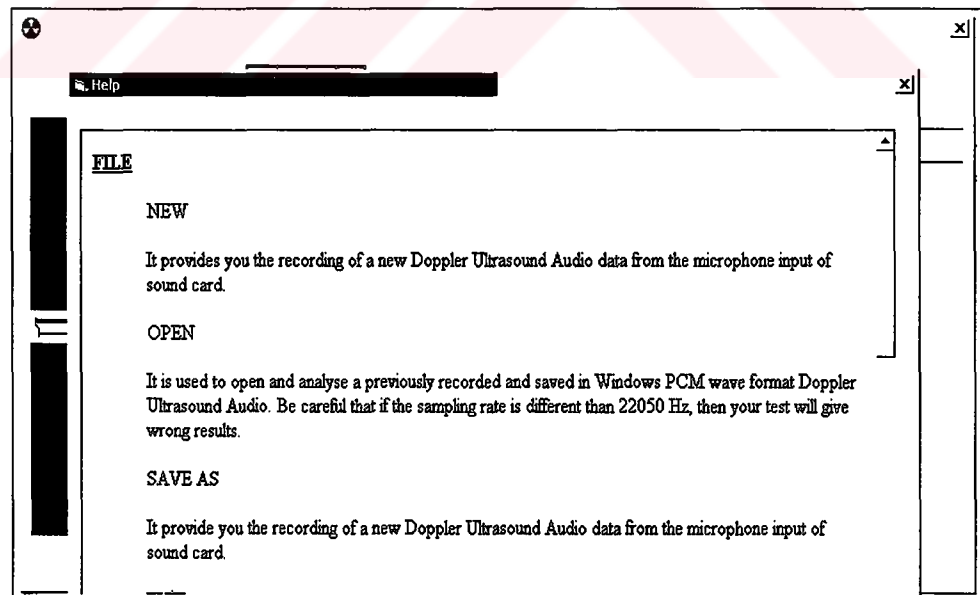 Help
FILE
NEW
It provides you the recording of a new Doppler Ultrasound Audio data from the microphone input of
sound card.
OPEN
It is used to open and analyse a previously recorded and saved in Windows PCM wave format Doppler
Ultrasound Audio. Be careful that if the sampling rate is different than 22050 Hz, then your test will give
wrong results.
SAVE AS
It provide you the recording of a new Doppler Ultrasound Audio data from the microphone input of
sound card.